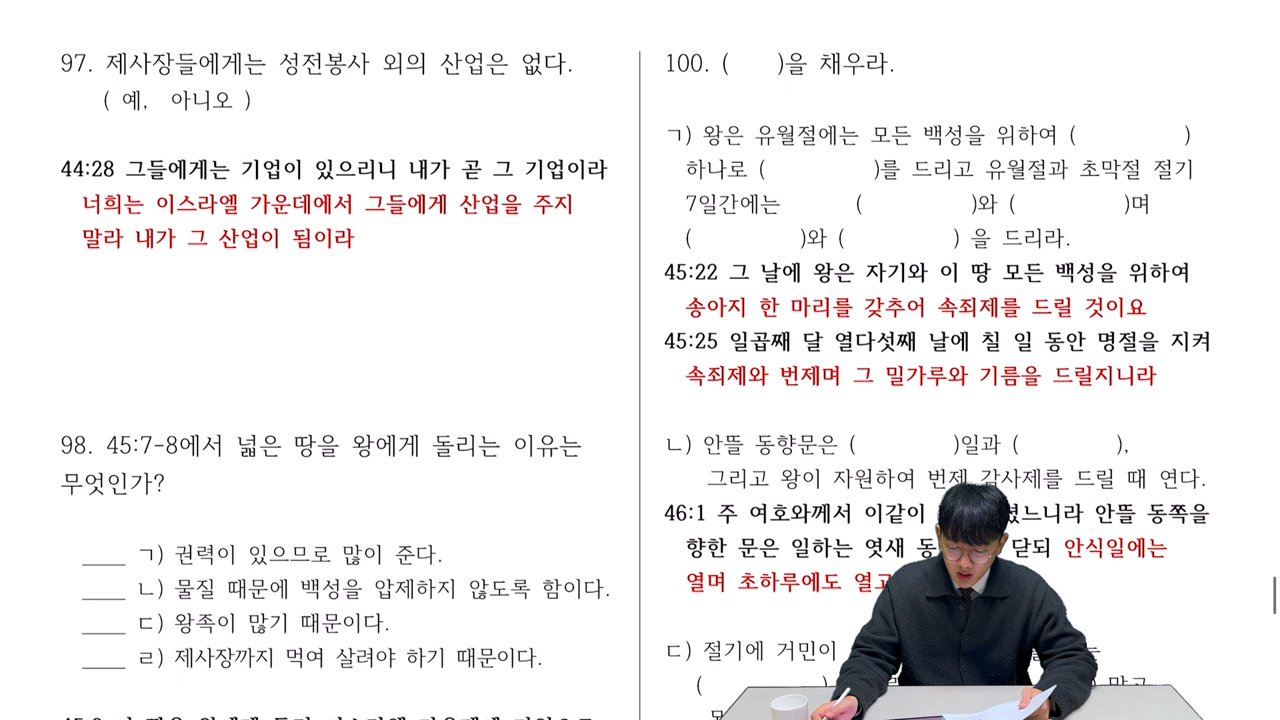 97. 제사장들에게는 성전봉사 외의 산업은 없다.
( 예, 아니오 )
44:28 그들에게는 기업이 있으리니 내가 곧 그 기업이라
너희는 이스라엘 가운데에서 그들에게 산업을 주지
말라 내가 그 산업이 됨이라
98. 45:7-8에서 넓은 땅을 왕에게 돌리는 이유는
무엇인가?
____ ㄱ) 권력이 있으므로 많이 준다.
____ ㄴ) 물질 때문에 백성을 압제하지 않도록 함이다.
____ ㄷ) 왕족이 많기 때문이다.
____ ㄹ) 제사장까지 먹여 살려야 하기 때문이다.
100. (    )을 채우라.
ㄱ) 왕은 유월절에는 모든 백성을 위하여 (        )
하나로 (        )를 드리고 유월절과 초막절 절기
7일간에는 (        )와 (        )며
(        )와 (        ) 을 드리라.
45:22 그 날에 왕은 자기와 이 땅 모든 백성을 위하여
송아지 한 마리를 갖추어 속죄제를 드릴 것이요
45:25 일곱째 달 열다섯째 날에 칠 일 동안 명절을 지켜
속죄제와 번제며 그 밀가루와 기름을 드릴지니라
ㄴ) 안뜰 동향문은 (        )일과 (        ),
그리고 왕이 자원하여 번제 감사제를 드릴 때 연다.
46:1 주 여호와께서 이같이 안뜰 동쪽을
향한 문은 일하는 엿새 닫되 안식일에는
열며 초하루에도 열고
ㄷ) 절기에 거민이